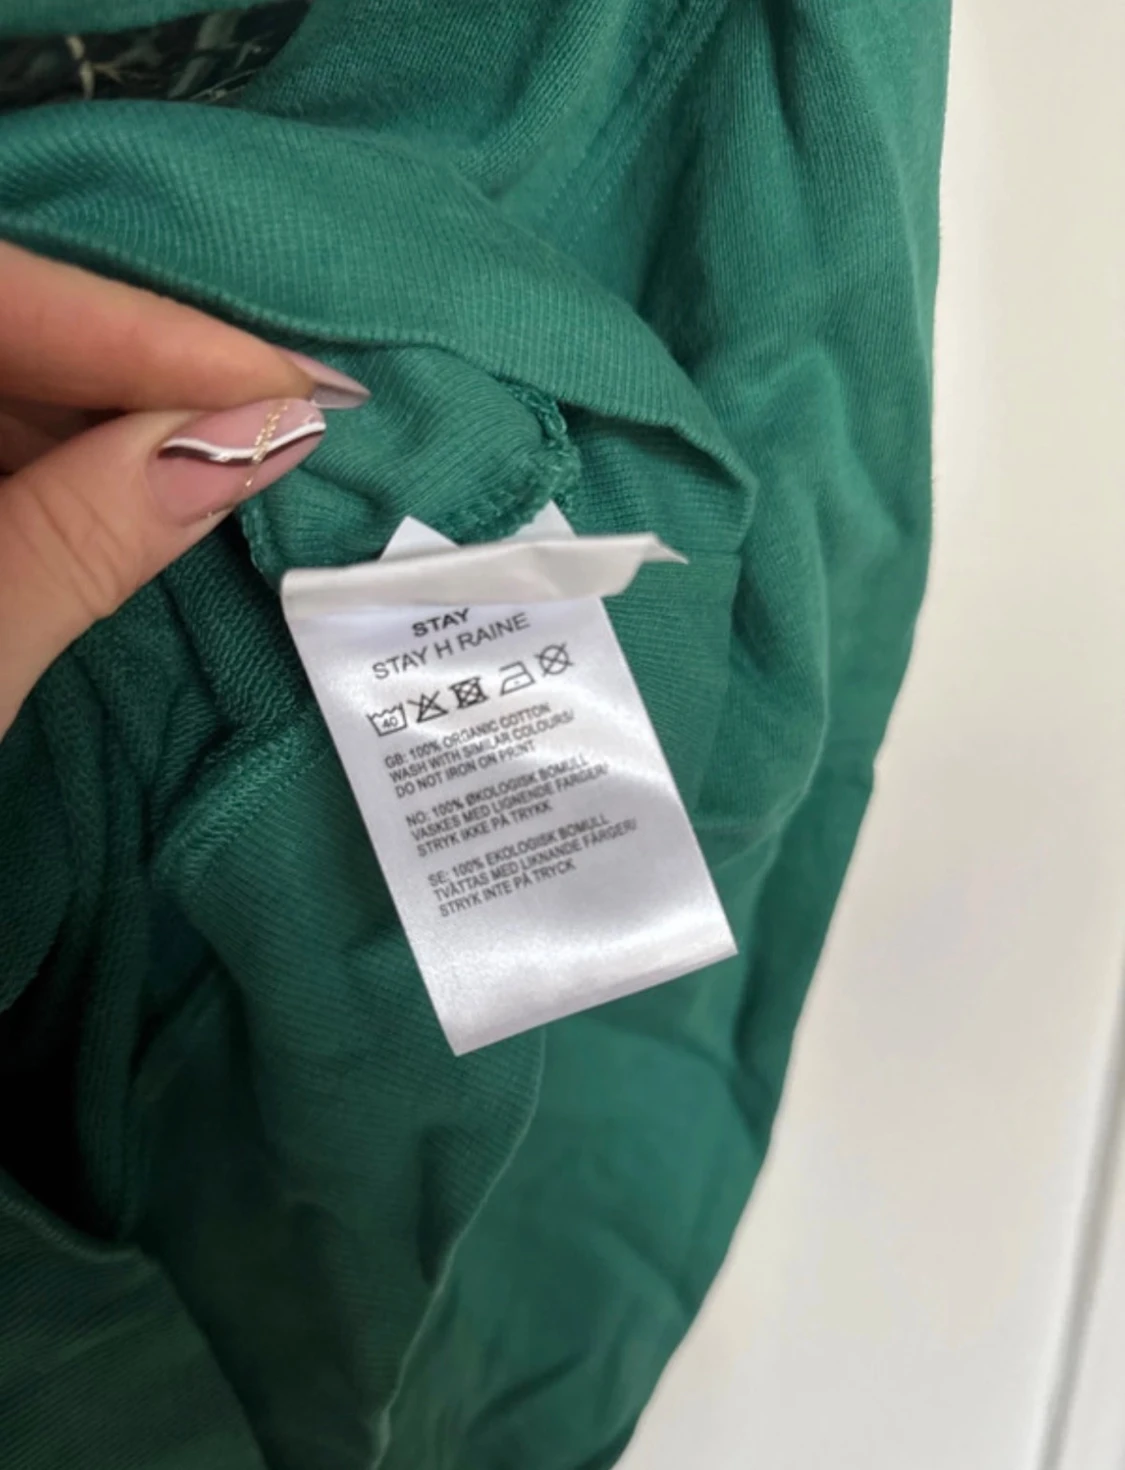 STAY
STAY H RAINE
40
GB: 100% ORGANIC COTTON
WASH WITH SIMILAR COLOURS/
DO NOT IRON ON PRINT
NO: 100% ØKOLOGISK BOMULL
VASKES MED LIGNENDE FARGER/
STRYK IKKE PÅ TRYKK
SE: 100% EKOLOGISK BOMULL
TVÄTTAS MED LIKNANDE FÄRGER/
STRYK INTE PÅ TRYCK